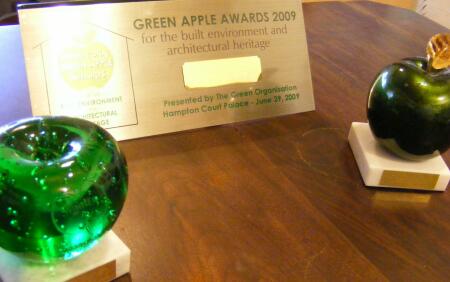 GREEN APPLE AWARDS 2009
for the built environment and
architectural heritage
Presented by The Green Organisation
Hampton Court Palace - June 29, 2009
ENVIRONMENT